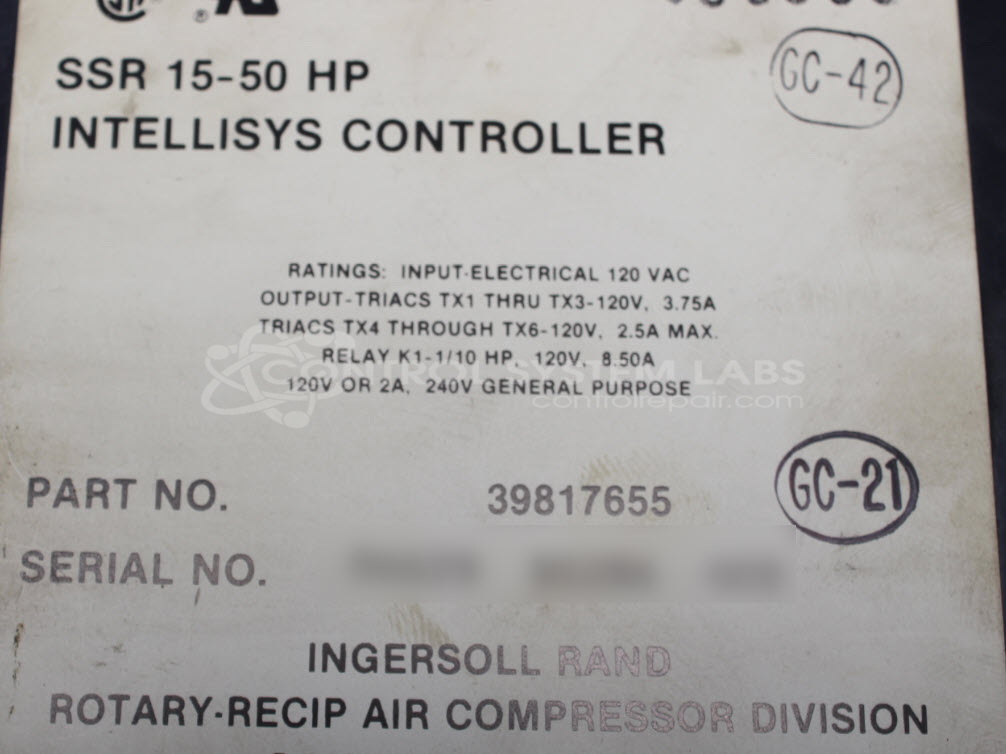 SSR 15-50 HP
GC-42
INTELLISYS CONTROLLER
RATINGS: INPUT-ELECTRICAL 120 VAC
OUTPUT-TRIACS TX1 THRU TX3-120V, 3.75A
TRIACS TX4 THROUGH TX6-120V, 2.5A MAX.
RELAY K1-1/10 HP, 120V, 8.50A
CONTROL SYSTEM LABS
120V OR 2A, 240V GENERAL PURPOSE
controlrepair.com
PART NO. 39817655
GC-21
SERIAL NO.
INGERSOLL RAND
ROTARY-RECIP AIR COMPRESSOR DIVISION